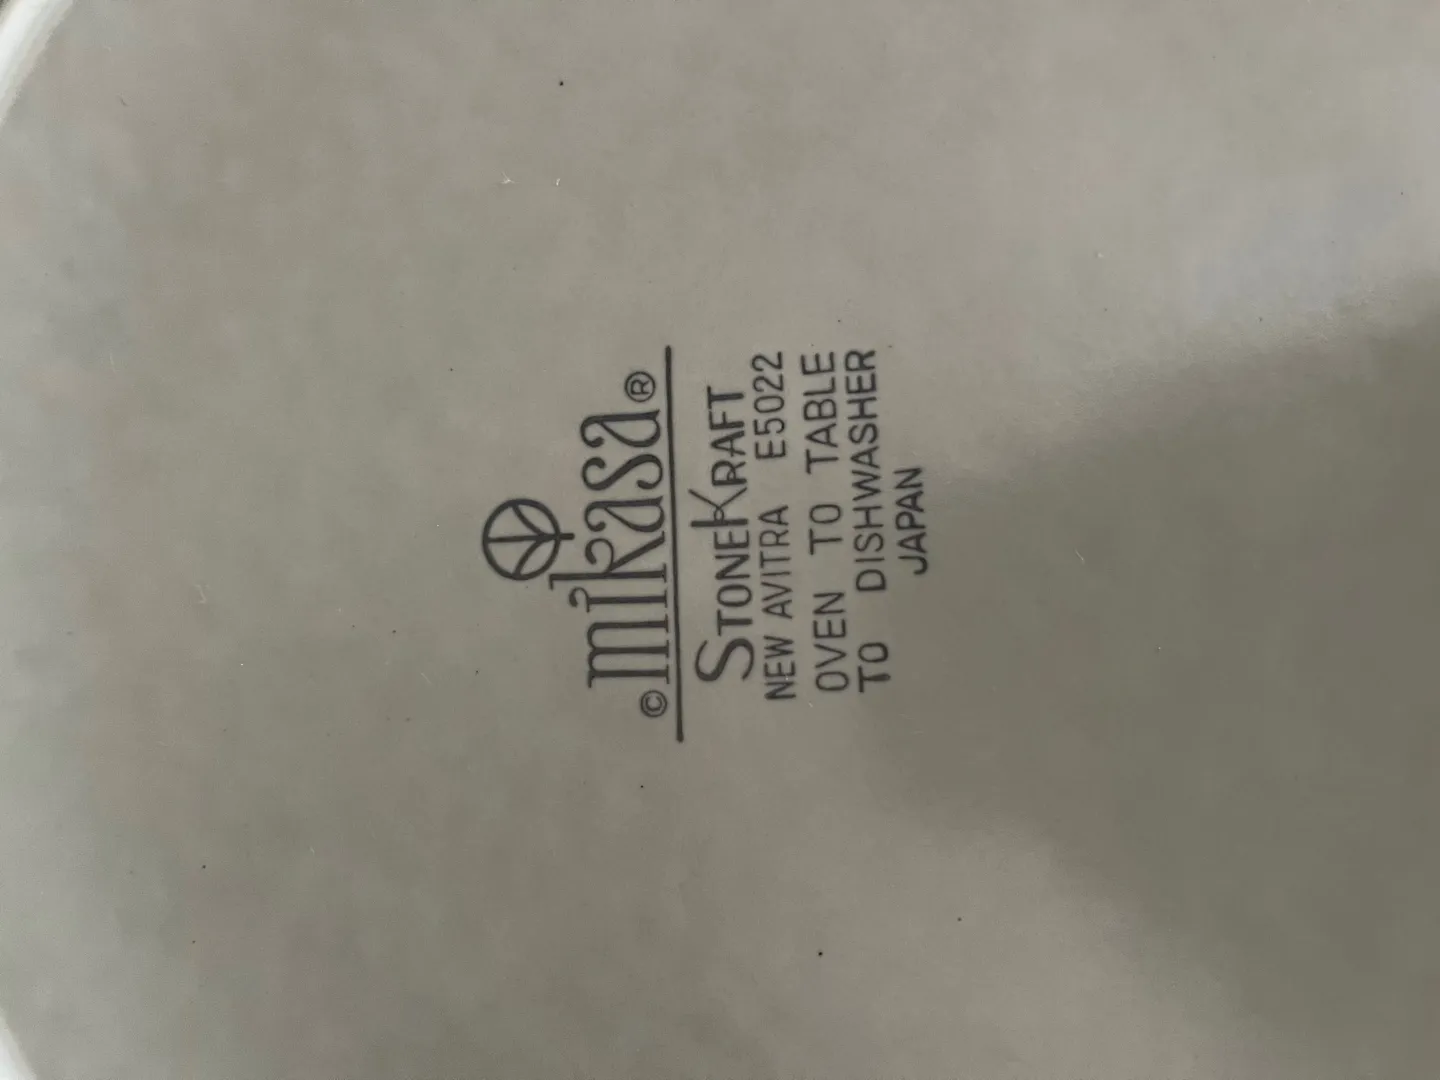 © mikasa ®
STONEKRAFT
NEW AVITRA E5022
OVEN TO TABLE
TO DISHWASHER
JAPAN